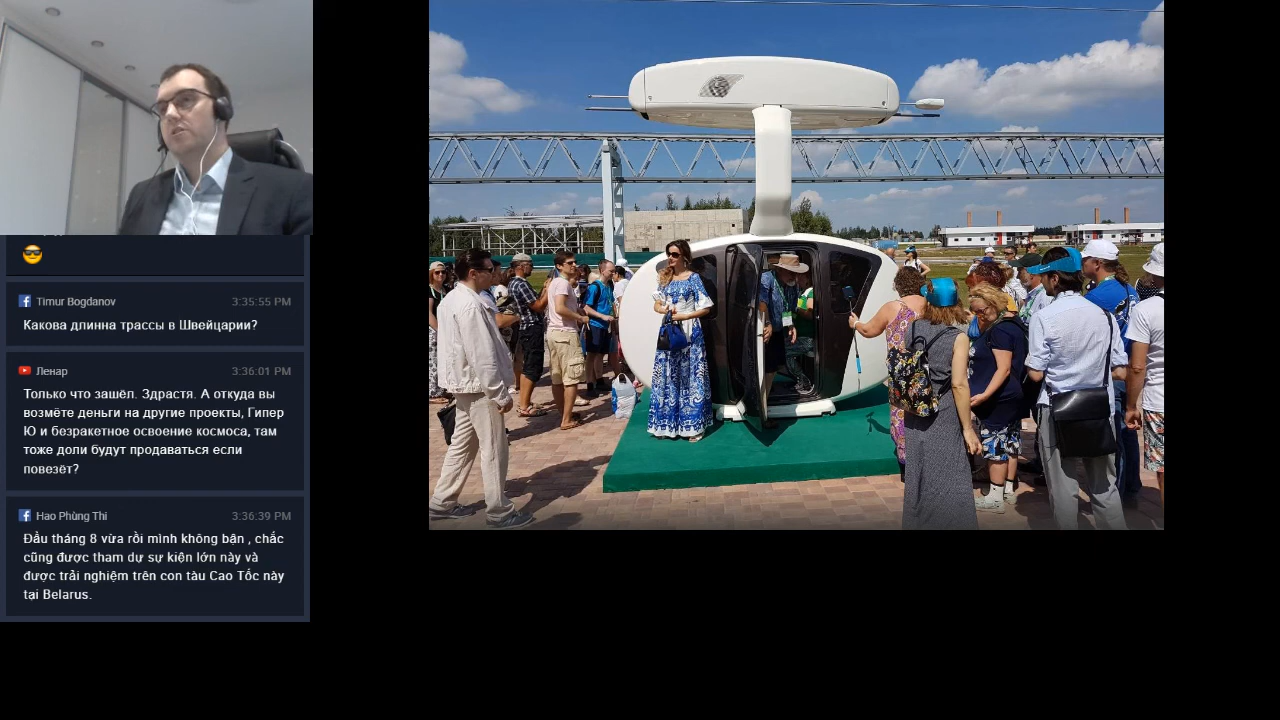 Timur Bogdanov 3:35:55 PM
Какова длинна трассы в Швейцарии?
Ленар 3:36:01 PM
Только что зашёл. Здрастя. А откуда вы
возмёте деньги на другие проекты, Гипер
Ю и безракетное освоение космоса, там
тоже доли будут продаваться если
повезёт?
Hao Phùng Thi 3:36:39 PM
Đầu tháng 8 vừa rồi mình không bận , chắc
cũng được tham dự sự kiện lớn này và
được trải nghiệm trên con tàu Cao Tốc này
tại Belarus.